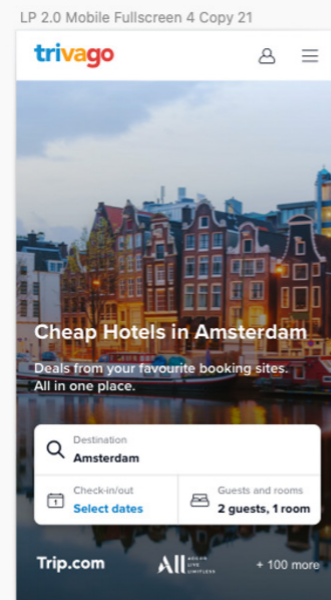 LP 2.0 Mobile Fullscreen 4 Copy 21
trivago
Cheap Hotels in Amsterdam
Deals from your favourite booking sites.
All in one place.
Destination
Amsterdam
Check-in/out
Select dates
Guests and rooms
2 guests, 1 room
Trip.com
All
LIVE
LIMITLESS
+ 100 more